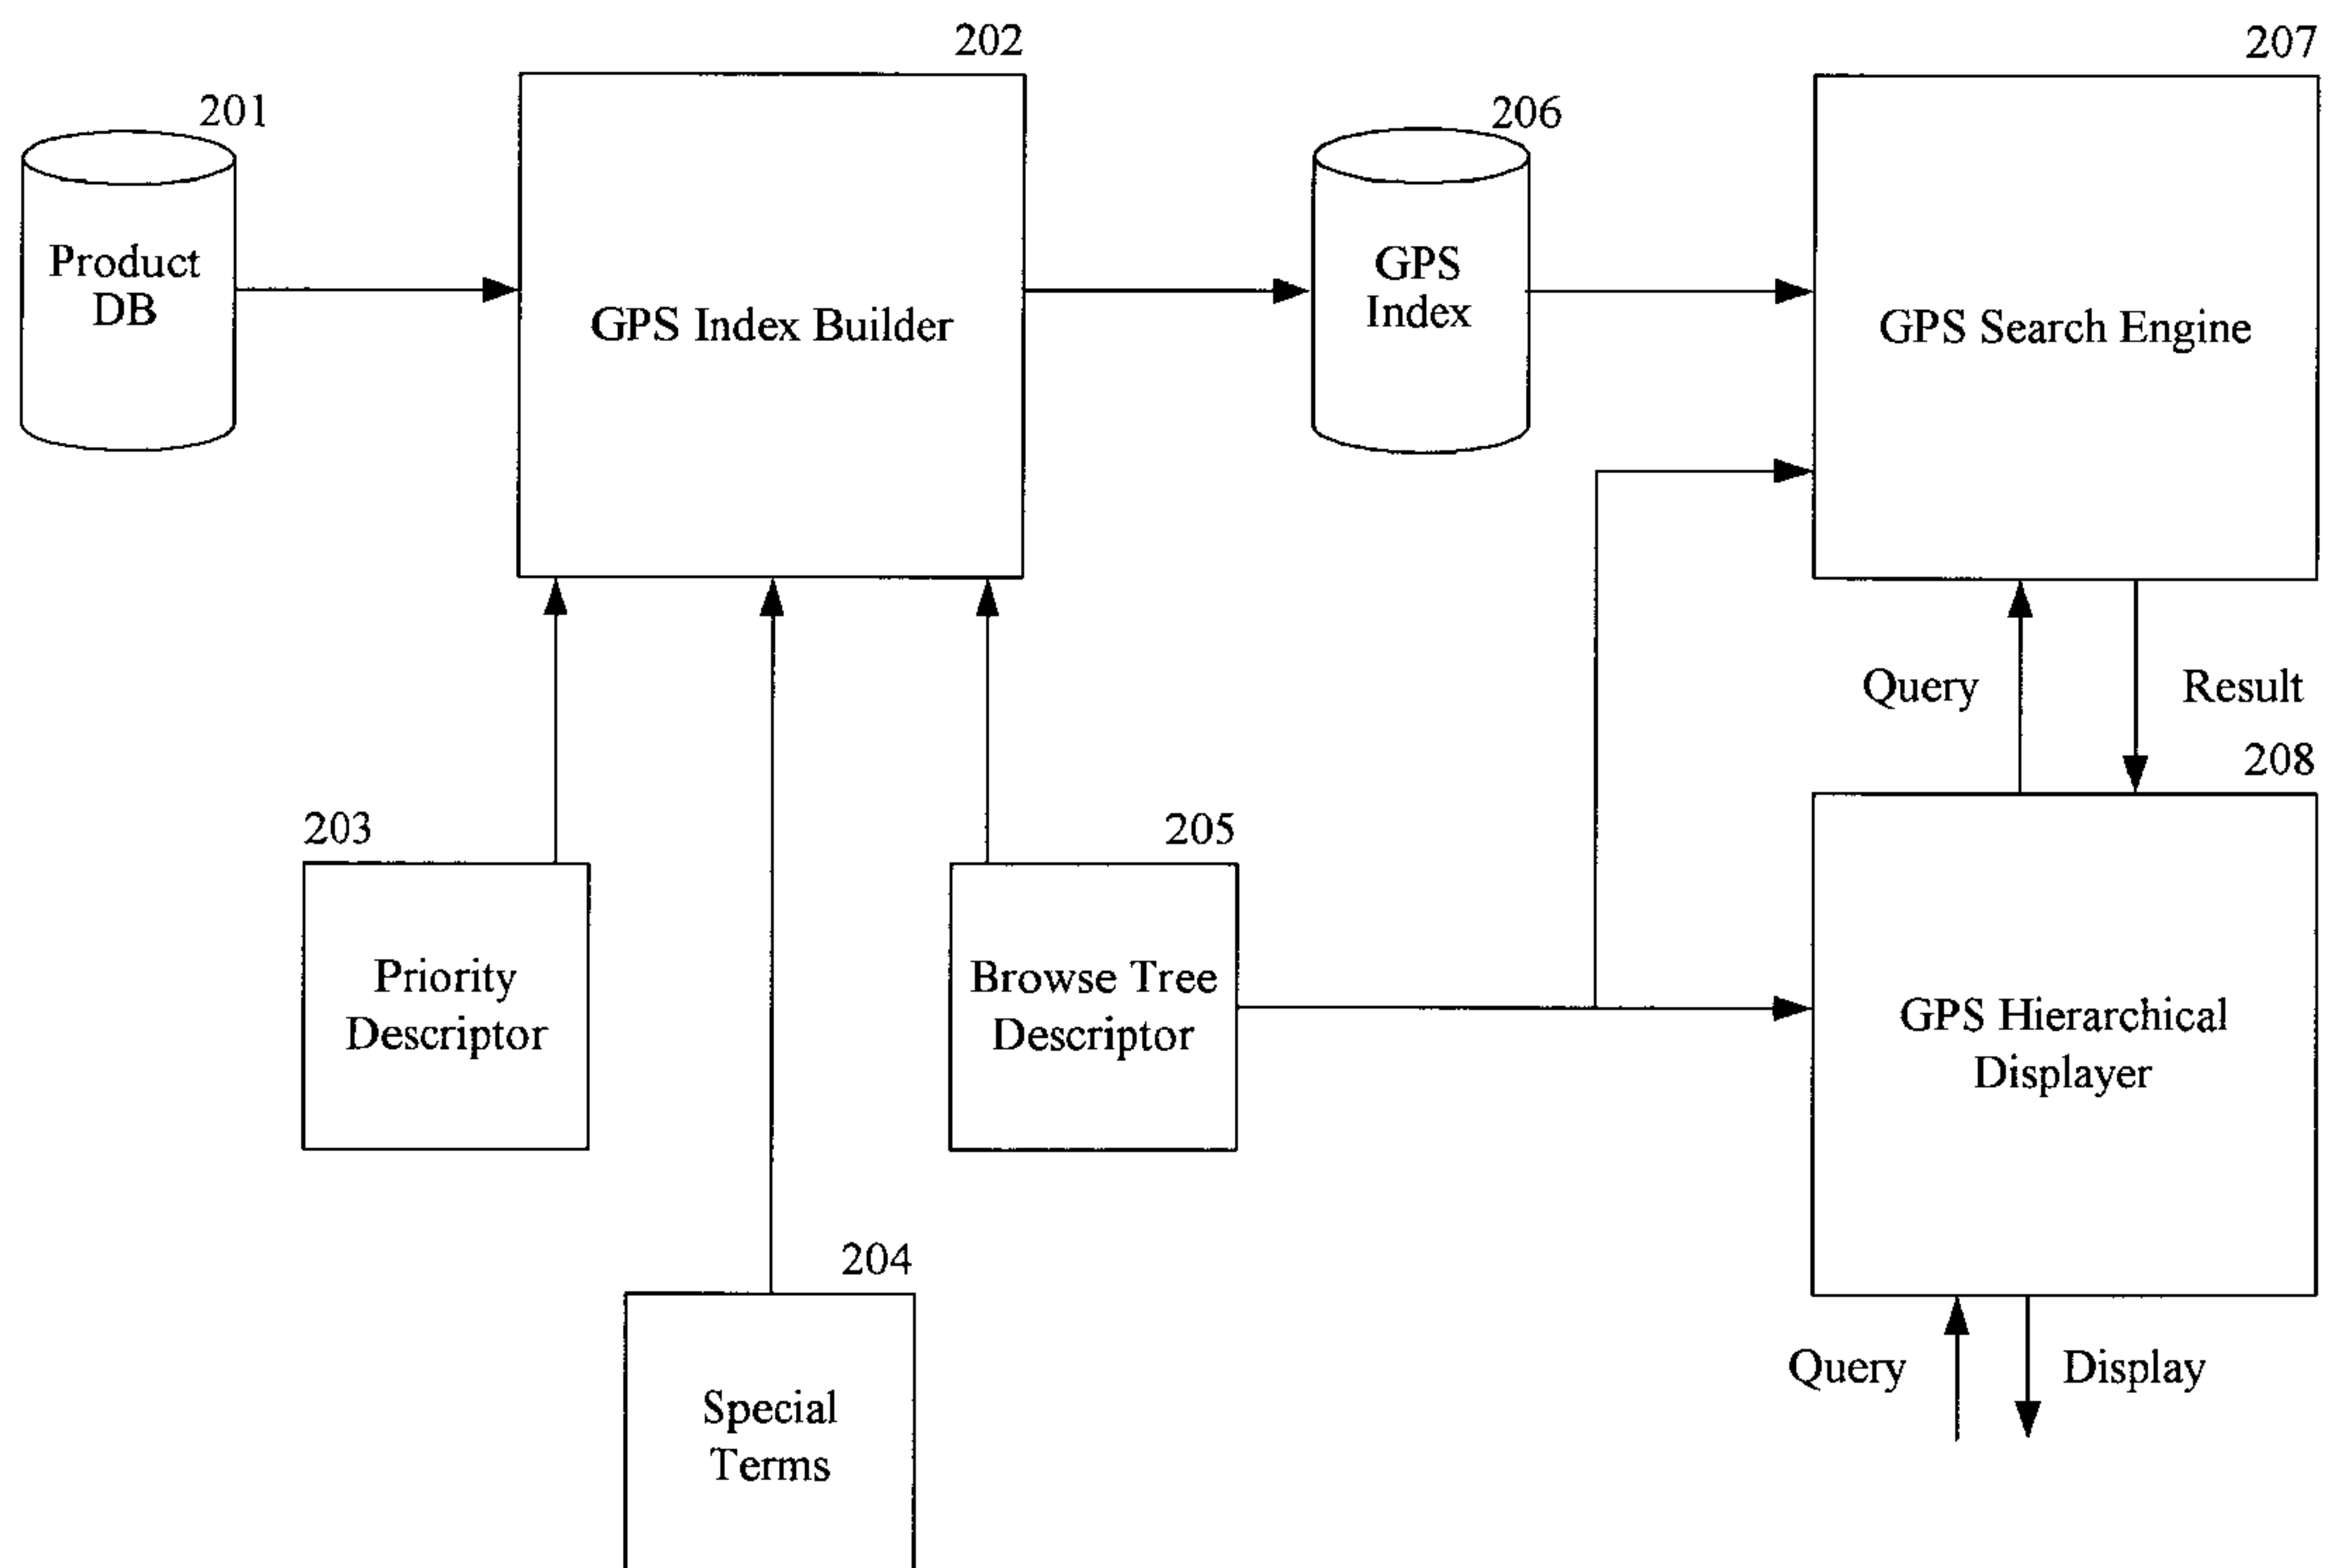 202
207
201
206
Product
DB
GPS Index Builder
GPS
Index
GPS Search Engine
Query
Result
208
203
205
Priority
Descriptor
Browse Tree
Descriptor
GPS Hierarchical
Displayer
204
Query
Display
Special
Terms